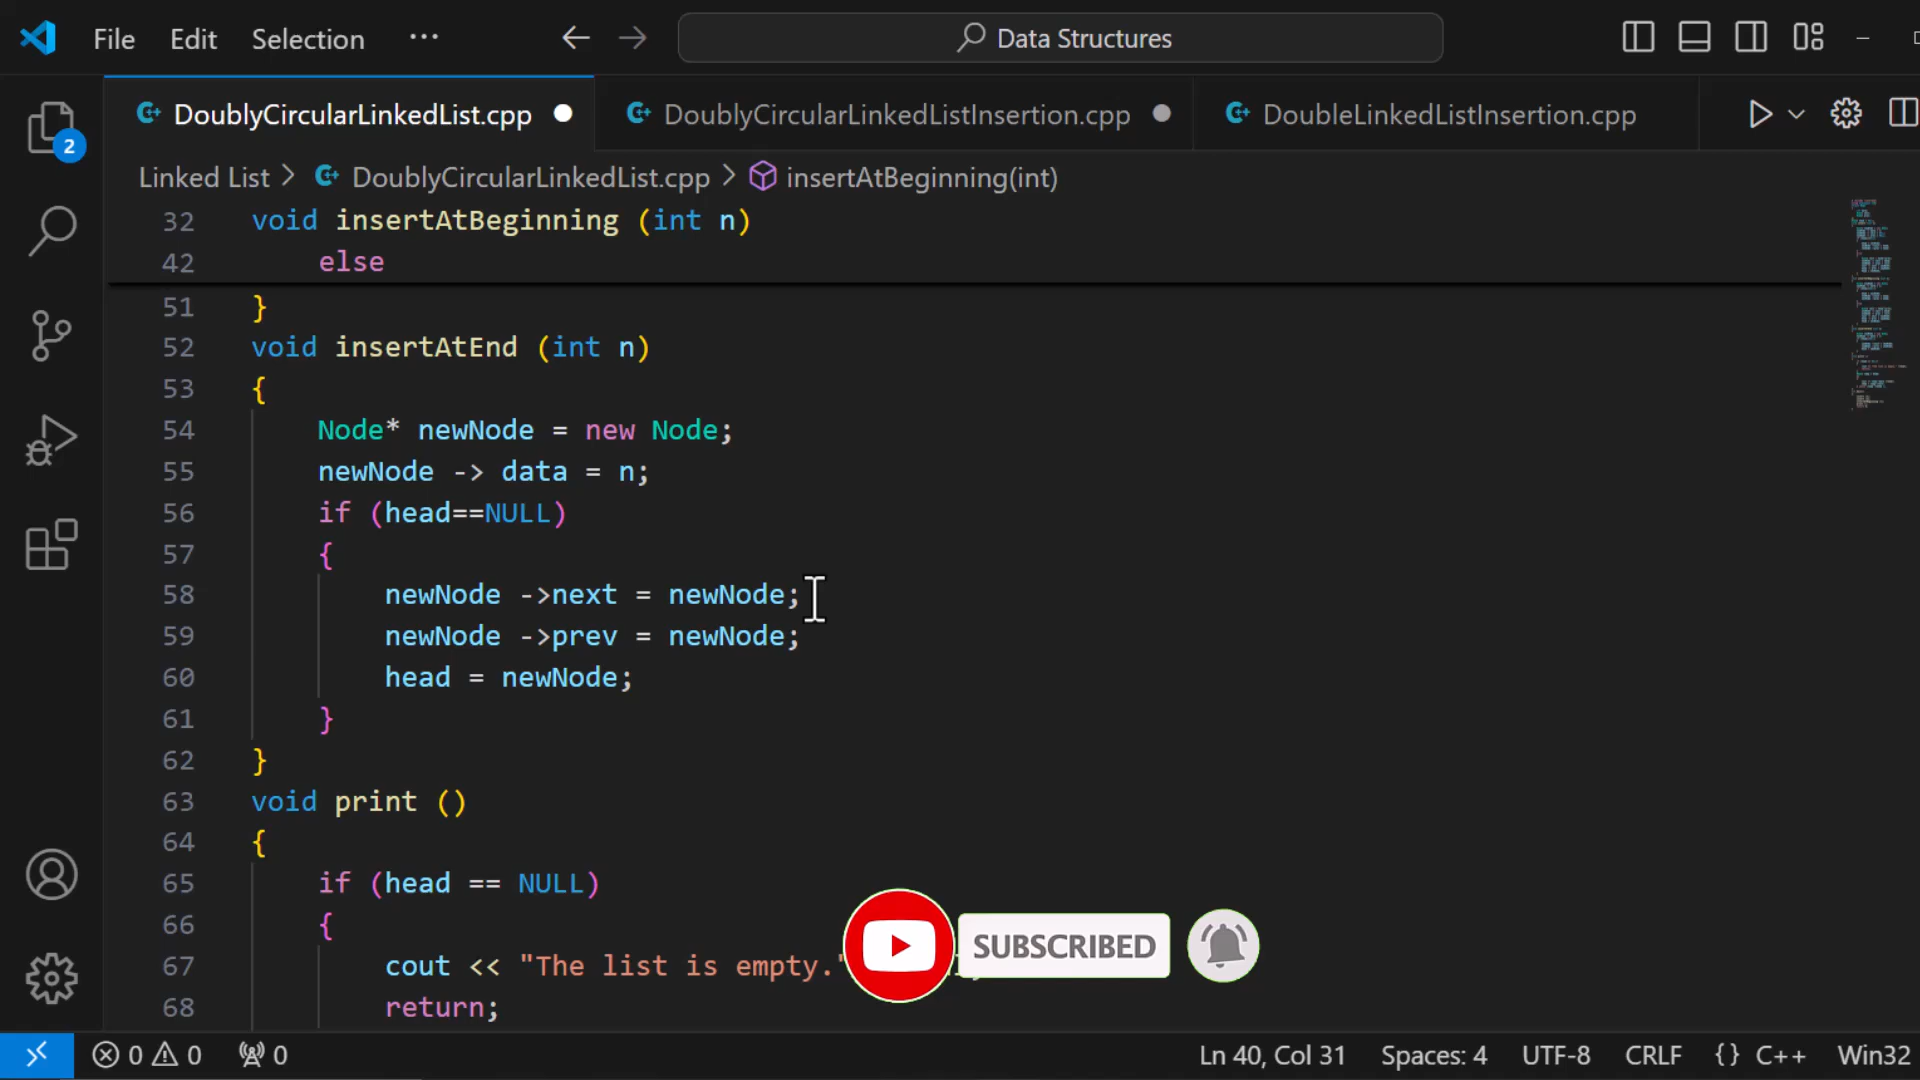 File Edit Selection ··· Data Structures
DoublyCircularLinkedList.cpp DoublyCircularLinkedListInsertion.cpp DoubleLinkedListInsertion.cpp
2
Linked List > DoublyCircularLinkedList.cpp > insertAtBeginning(int)
32 void insertAtBeginning (int n)
42 else
51 }
52 void insertAtEnd (int n)
53 {
54 Node* newNode = new Node;
55 newNode -> data = n;
56 if (head==NULL)
57 {
58 newNode ->next = newNode;
59 newNode ->prev = newNode;
60 head = newNode;
61 }
62 }
63 void print ()
64 {
65 if (head == NULL)
66 {
67 cout << "The list is empty."
68 return;
SUBSCRIBED
0 0 0 Ln 40, Col 31 Spaces: 4 UTF-8 CRLF {} C++ Win32